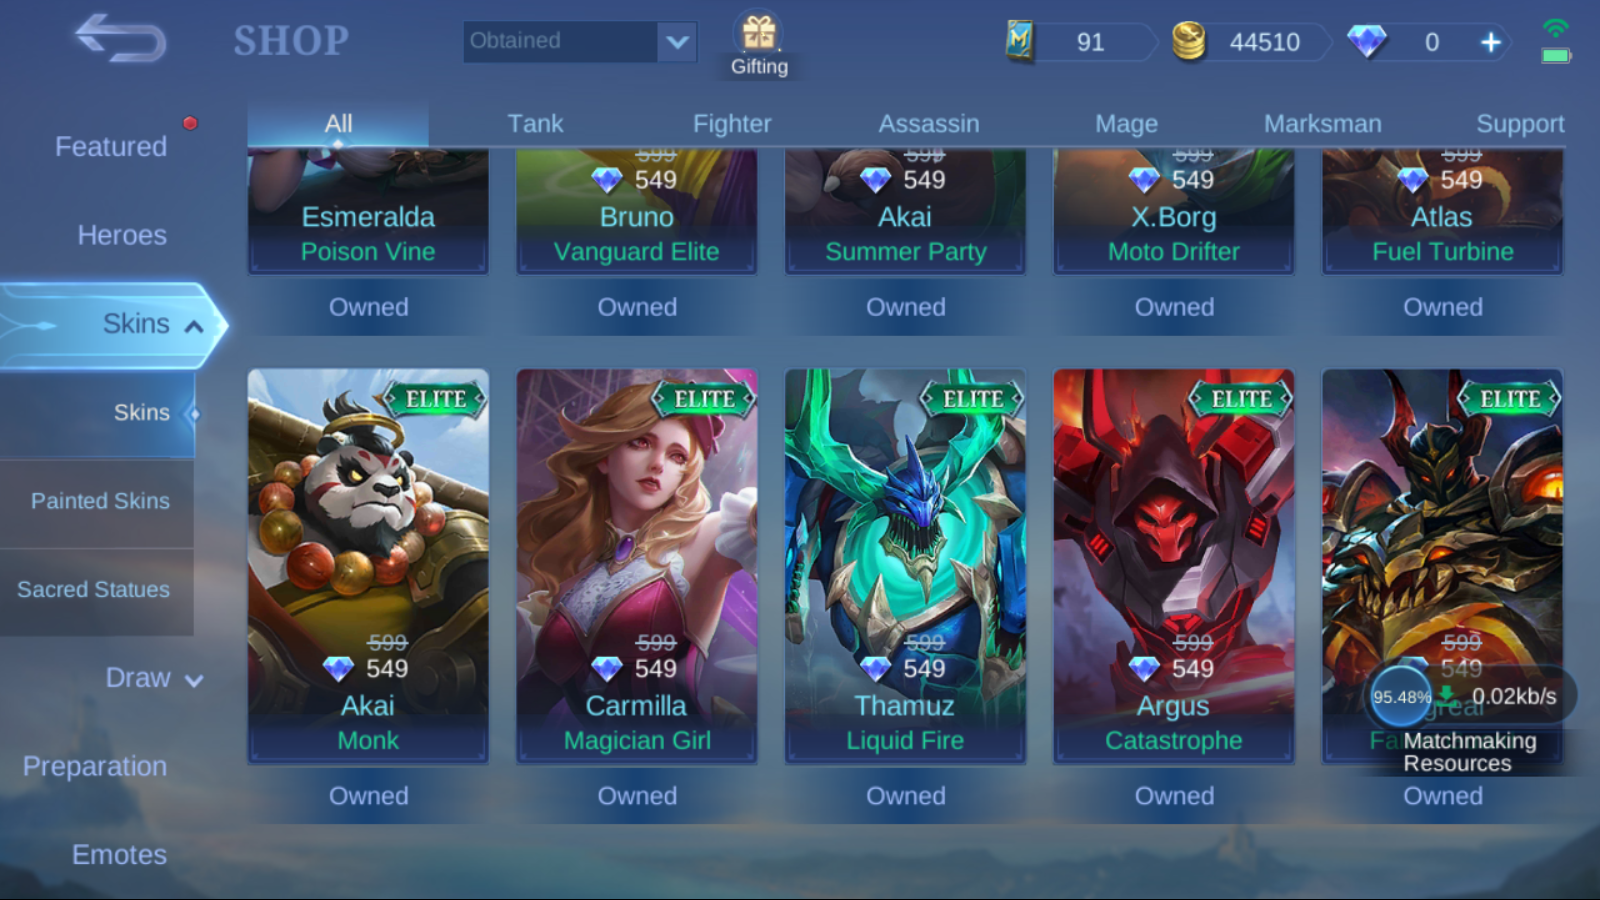 SHOP
Obtained
Gifting
91
44510
0
Featured
Heroes
Skins
Skins
Painted Skins
Sacred Statues
Draw
Preparation
Emotes
All
Tank
Fighter
Assassin
Mage
Marksman
Support
599
599
599
599
549
549
549
549
Esmeralda
Bruno
Akai
X.Borg
Atlas
Poison Vine
Vanguard Elite
Summer Party
Moto Drifter
Fuel Turbine
Owned
Owned
Owned
Owned
Owned
ELITE
ELITE
ELITE
ELITE
ELITE
599
599
599
599
599
549
549
549
549
549
Akai
Carmilla
Thamuz
Argus
Monk
Magician Girl
Liquid Fire
Catastrophe
95.48%
0.02kb/s
Matchmaking
Resources
Owned
Owned
Owned
Owned
Owned